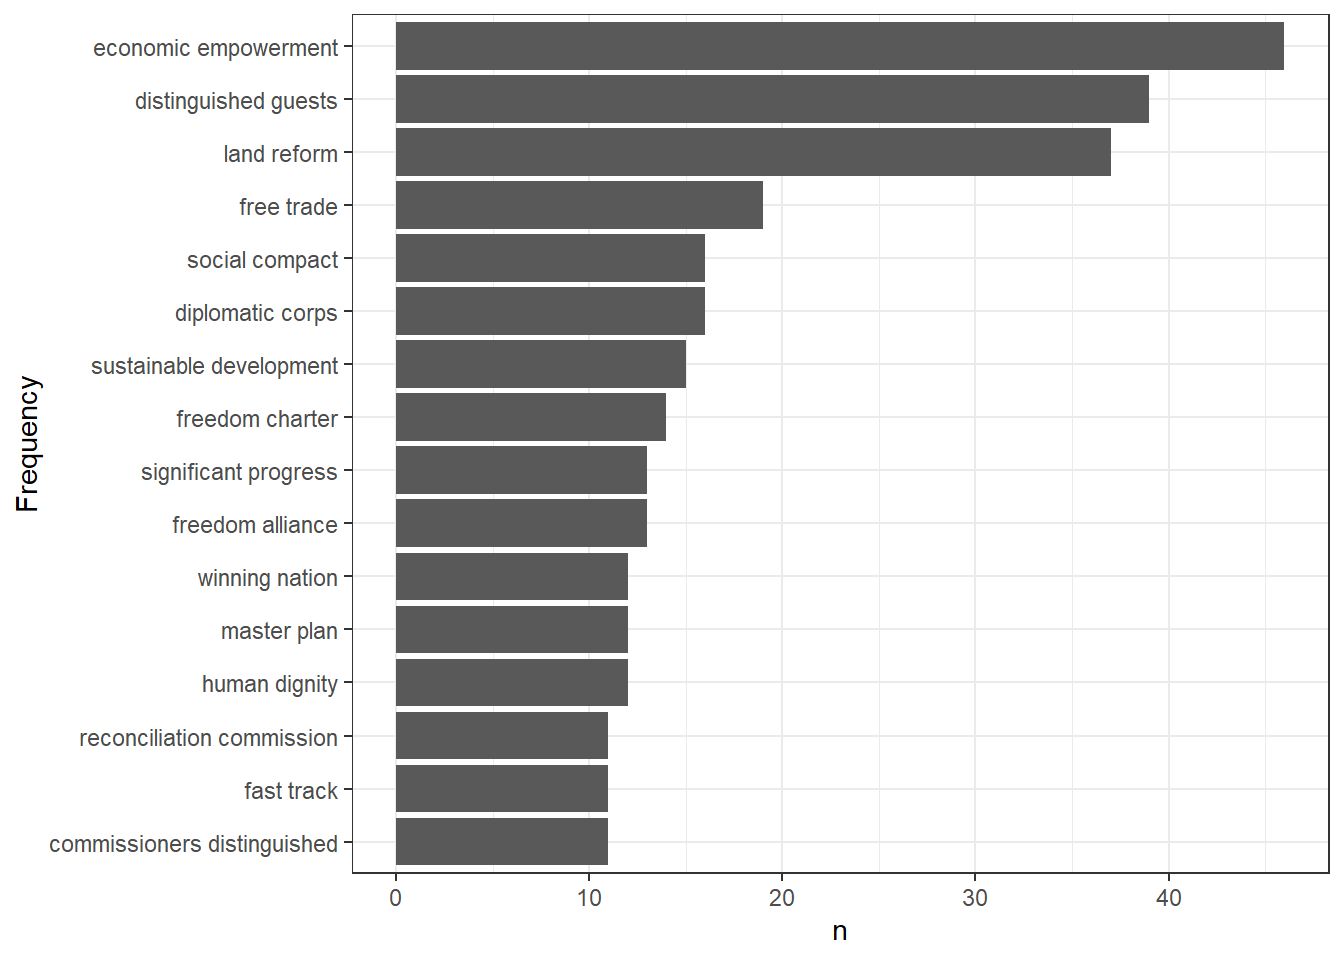 economic empowerment
distinguished guests
land reform
free trade
social compact
diplomatic corps
sustainable development
freedom charter
significant progress
freedom alliance
winning nation
master plan
human dignity
reconciliation commission
fast track
commissioners distinguished
Frequency
0 10 20 30 40
n